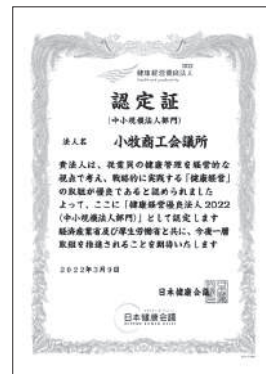 2022
健康経営優良法人
Health and productivity
認定証
(中小規模法人部門)
法人名 小牧商工会議所
貴法人は、従業員の健康管理を経営的な
視点で考え、戦略的に実践する「健康経営」
の取組が優良であると認められました
よって、ここに「健康経営優良法人2022
(中小規模法人部門)」として認定します
経済産業省及び厚生労働省と共に、今後一層
取組を推進されることを期待いたします
2022年3月9日
日本健康会議
日本健康会議